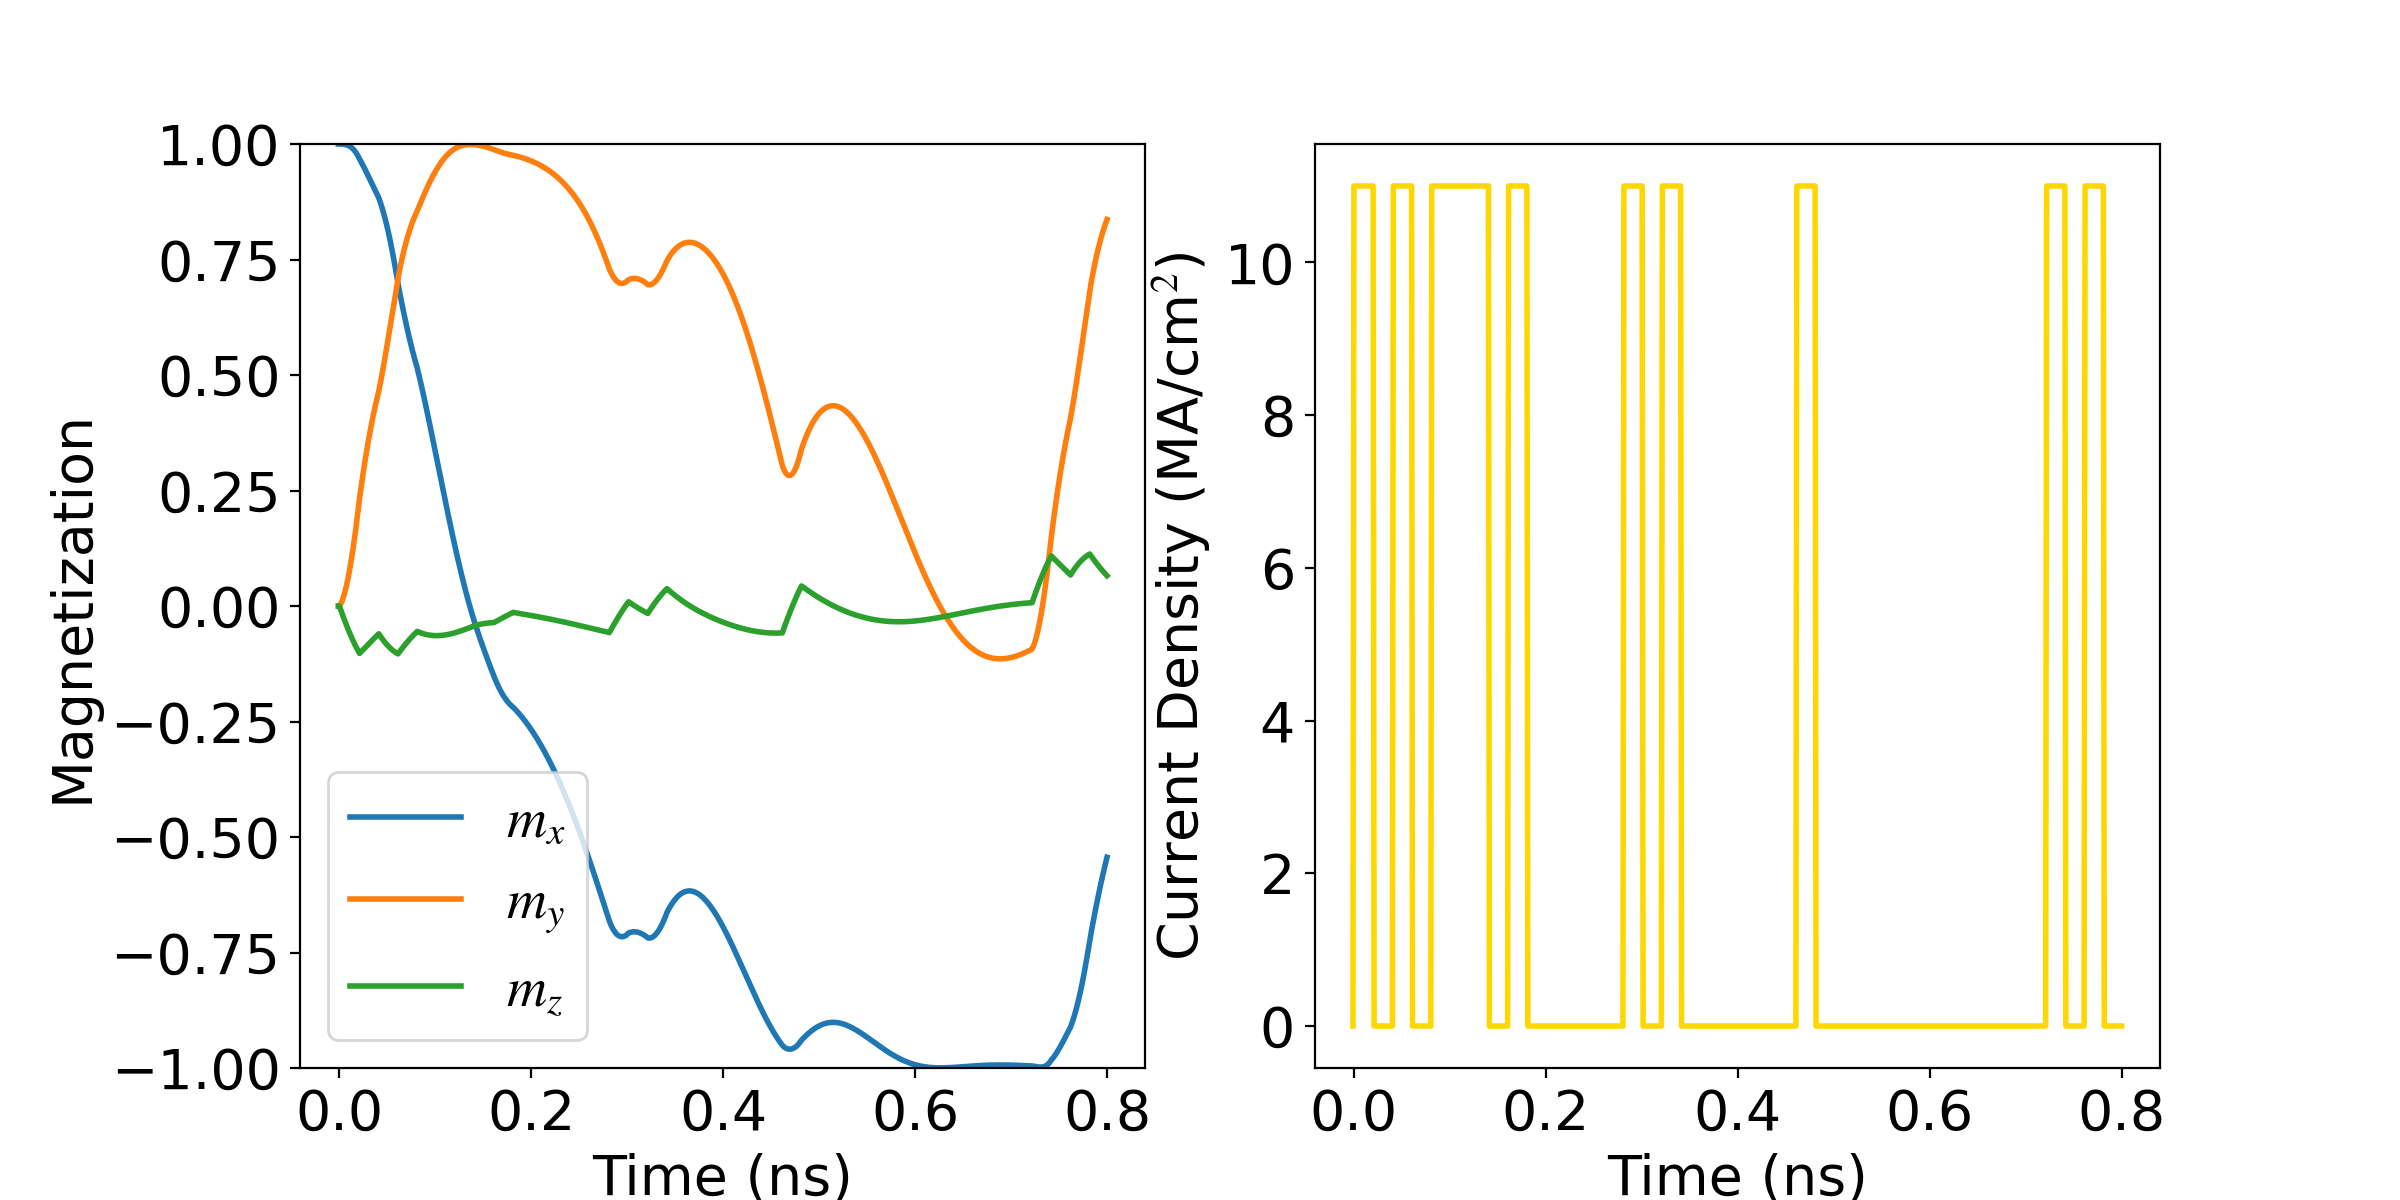 Magnetization
1.00
0.75
0.50
0.25
0.00
−0.25
−0.50
−0.75
−1.00
0.0 0.2 0.4 0.6 0.8
Time (ns)
m_x
m_y
m_z
Current Density (MA/cm²)
10
8
6
4
2
0
0.0 0.2 0.4 0.6 0.8
Time (ns)